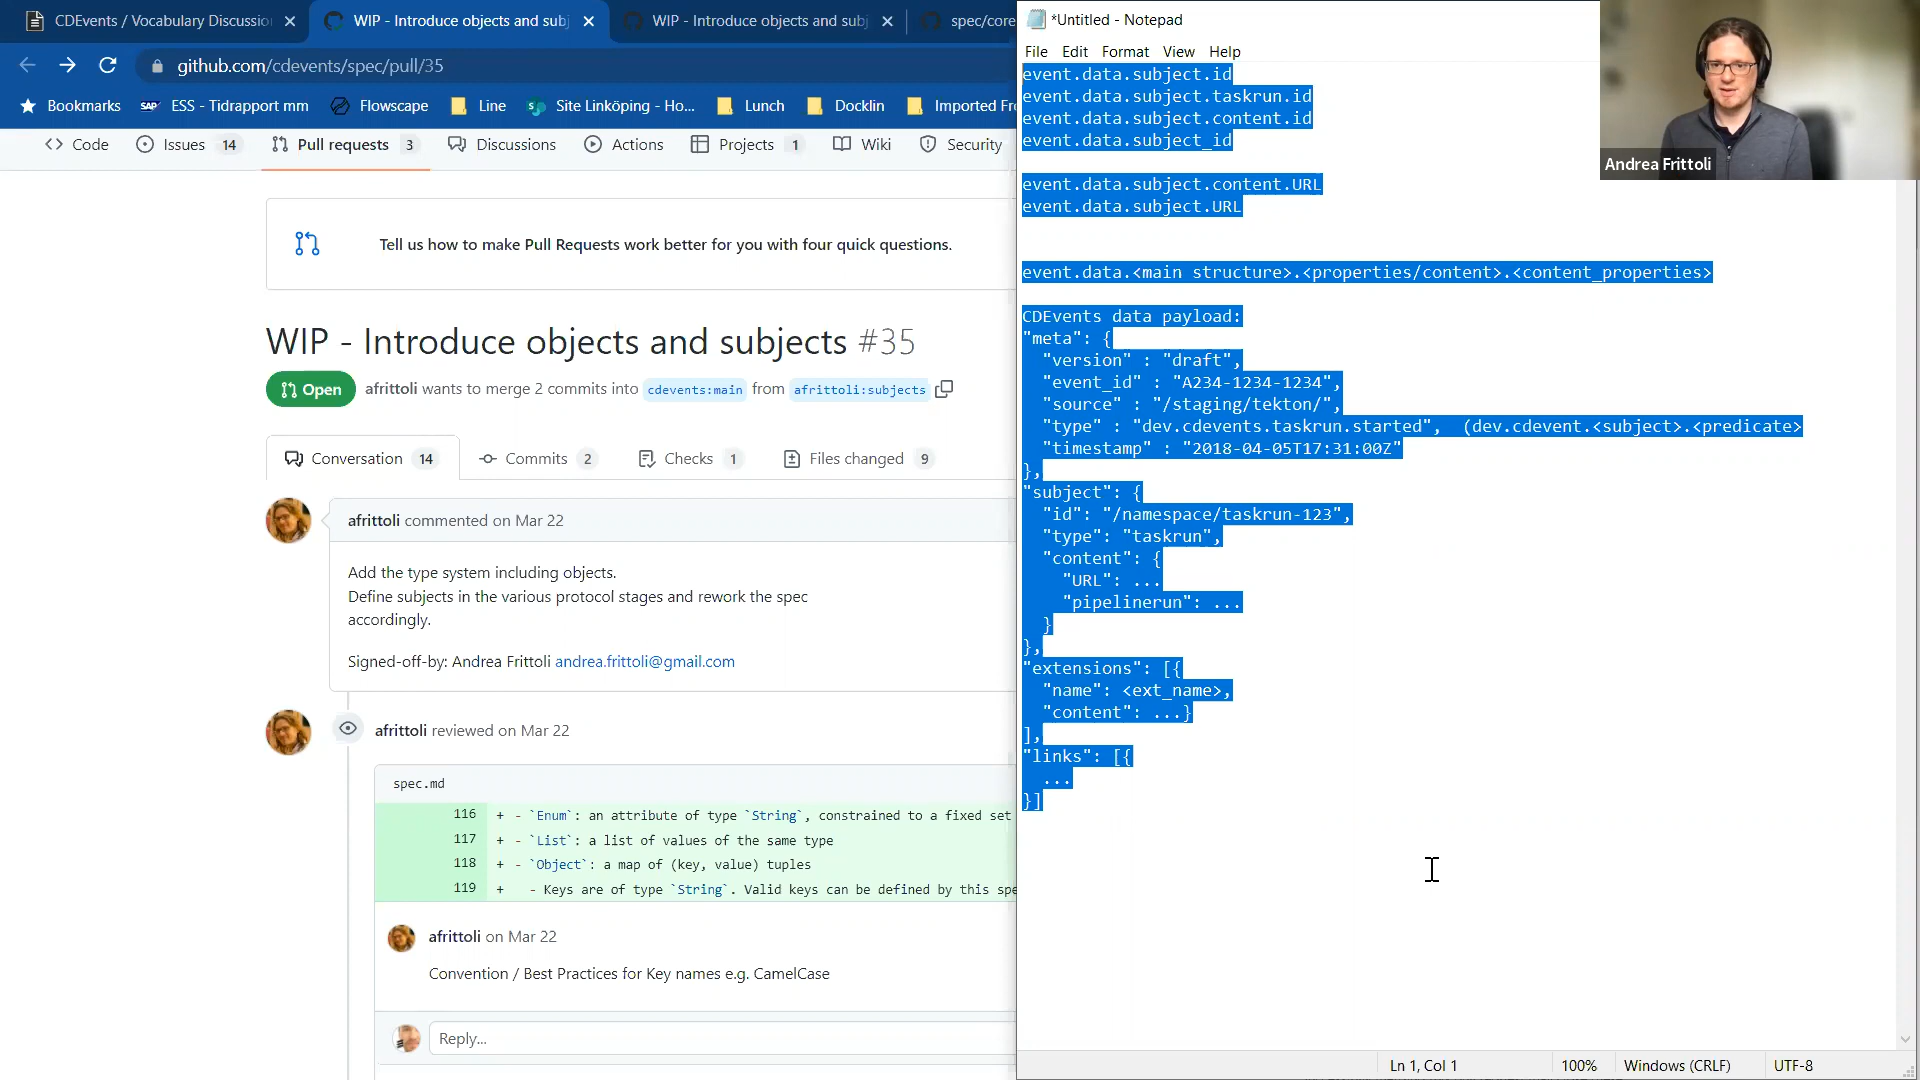 CDEvents / Vocabulary Discussio
WIP - Introduce objects and subj
WIP - Introduce objects and subj
spec/core
github.com/cdevents/spec/pull/35
Bookmarks
SAP ESS - Tidrapport mm
Flowscape
Line
Site Linköping - Ho...
Lunch
Docklin
Imported Fr
Code
Issues 14
Pull requests 3
Discussions
Actions
Projects 1
Wiki
Security
Tell us how to make Pull Requests work better for you with four quick questions.
WIP - Introduce objects and subjects #35
Open
afrittoli wants to merge 2 commits into cdevents:main from afrittoli:subjects
Conversation 14
Commits 2
Checks 1
Files changed 9
afrittoli commented on Mar 22
Add the type system including objects.
Define subjects in the various protocol stages and rework the spec
accordingly.
Signed-off-by: Andrea Frittoli andrea.frittoli@gmail.com
afrittoli reviewed on Mar 22
spec.md
116 + - `Enum`: an attribute of type `String`, constrained to a fixed set
117 + - `List`: a list of values of the same type
118 + - `Object`: a map of (key, value) tuples
119 + - Keys are of type `String`. Valid keys can be defined by this spe
afrittoli on Mar 22
Convention / Best Practices for Key names e.g. CamelCase
Reply...
*Untitled - Notepad
File Edit Format View Help
event.data.subject.id
event.data.subject.taskrun.id
event.data.subject.content.id
event.data.subject_id
event.data.subject.content.URL
event.data.subject.URL
event.data.<main structure>.<properties/content>.<content_properties>
CDEvents data payload:
"meta": {
"version" : "draft",
"event_id" : "A234-1234-1234",
"source" : "/staging/tekton/",
"type" : "dev.cdevents.taskrun.started", (dev.cdevent.<subject>.<predicate>
"timestamp" : "2018-04-05T17:31:00Z"
},
"subject": {
"id": "/namespace/taskrun-123",
"type": "taskrun",
"content": {
"URL": ...
"pipelinerun": ...
}
},
"extensions": [{
"name": <ext_name>,
"content": ...}
],
"links": [{
...
}]
Ln 1, Col 1
100%
Windows (CRLF)
UTF-8
Andrea Frittoli